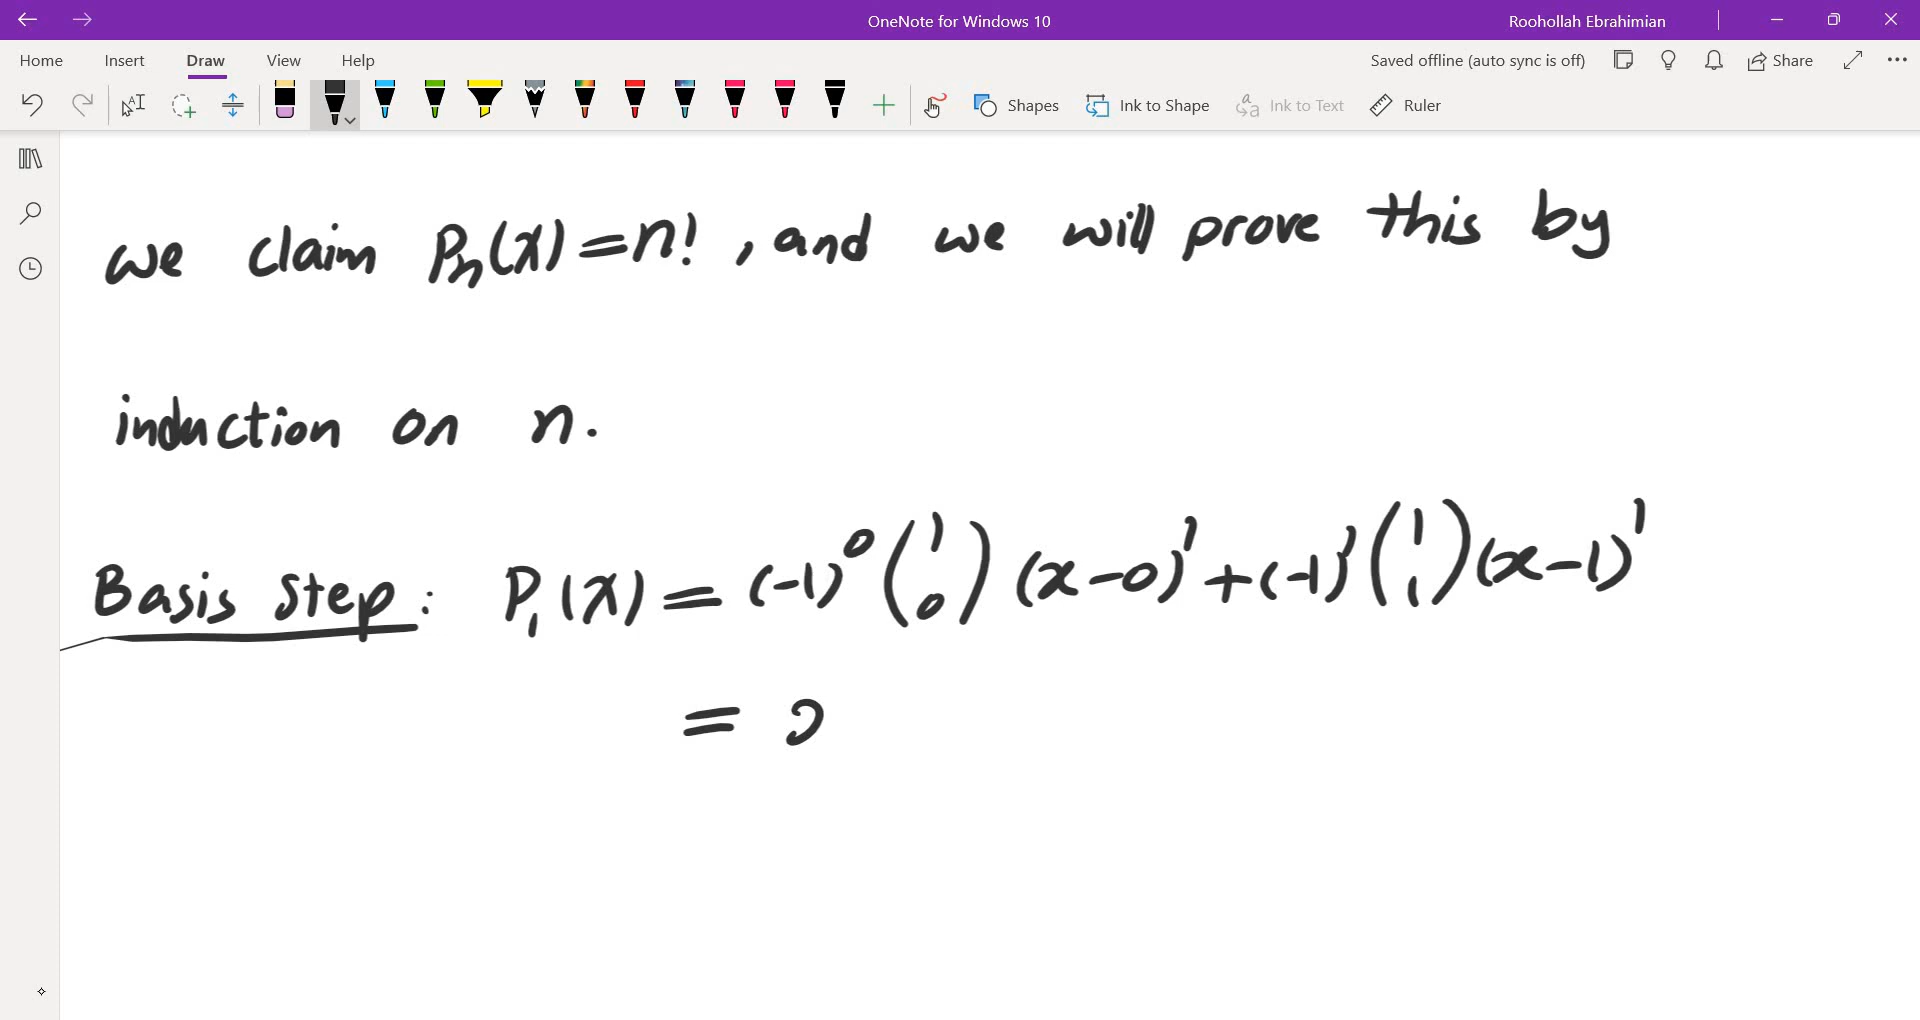 OneNote for Windows 10
Roohollah Ebrahimian
Home Insert Draw View Help
Saved offline (auto sync is off) Share
Shapes Ink to Shape Ink to Text Ruler
we claim Pₙ(x) = n! , and we will prove this by
induction on n.
Basis Step: P₁(x) = (-1)⁰ (1 0) (x-0)¹ + (-1)¹ (1 1) (x-1)¹
=